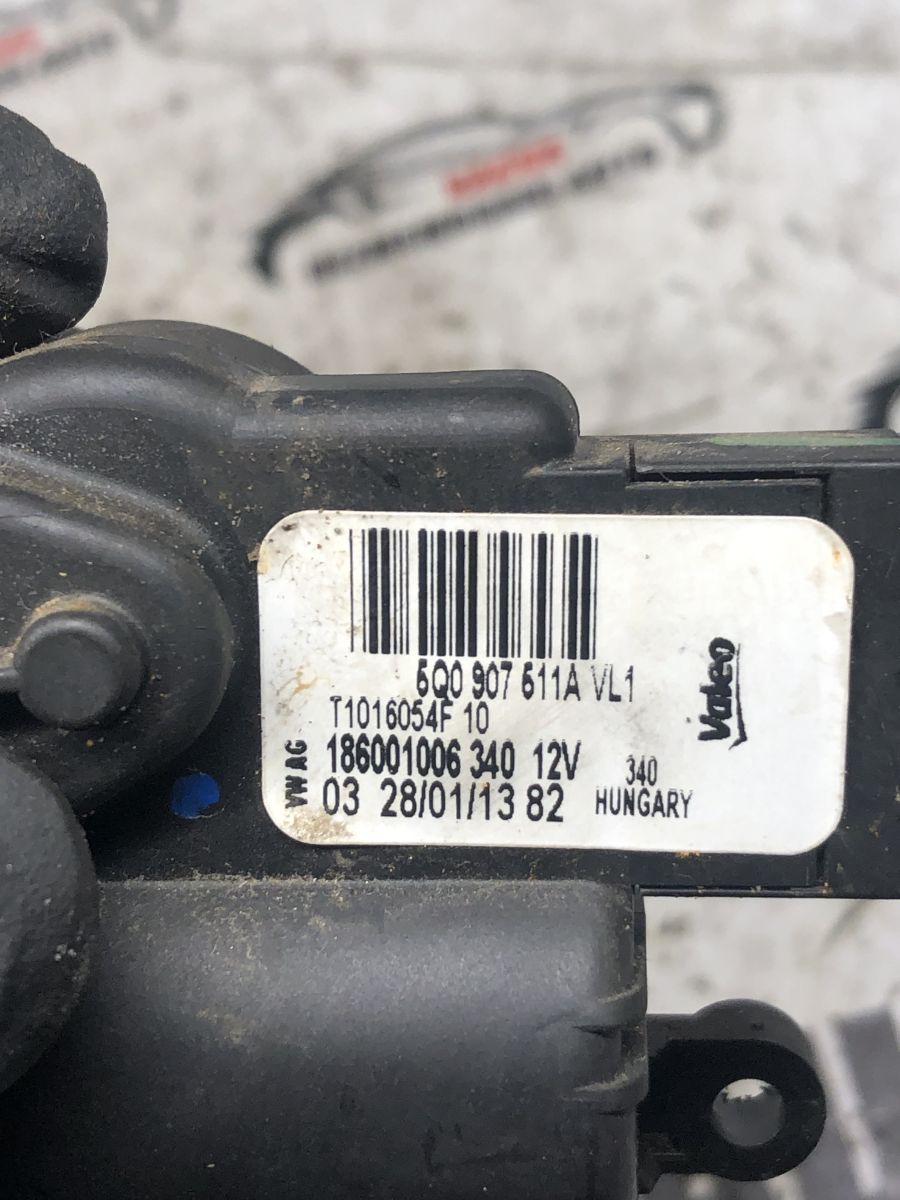 5Q0 907 511A VL1
T1016054F 10
186001006 340 12V
340
03 28/01/13 82
HUNGARY
VW AG
Valeo